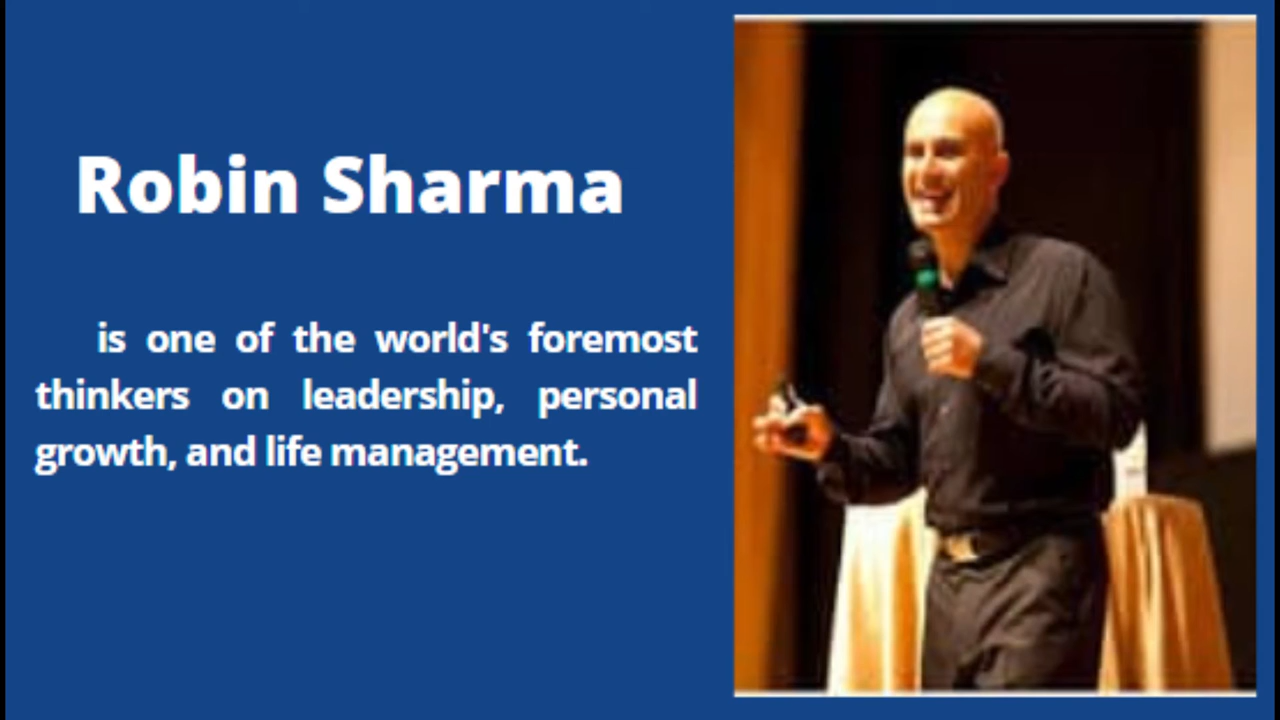 Robin Sharma
is one of the world's foremost
thinkers on leadership, personal
growth, and life management.